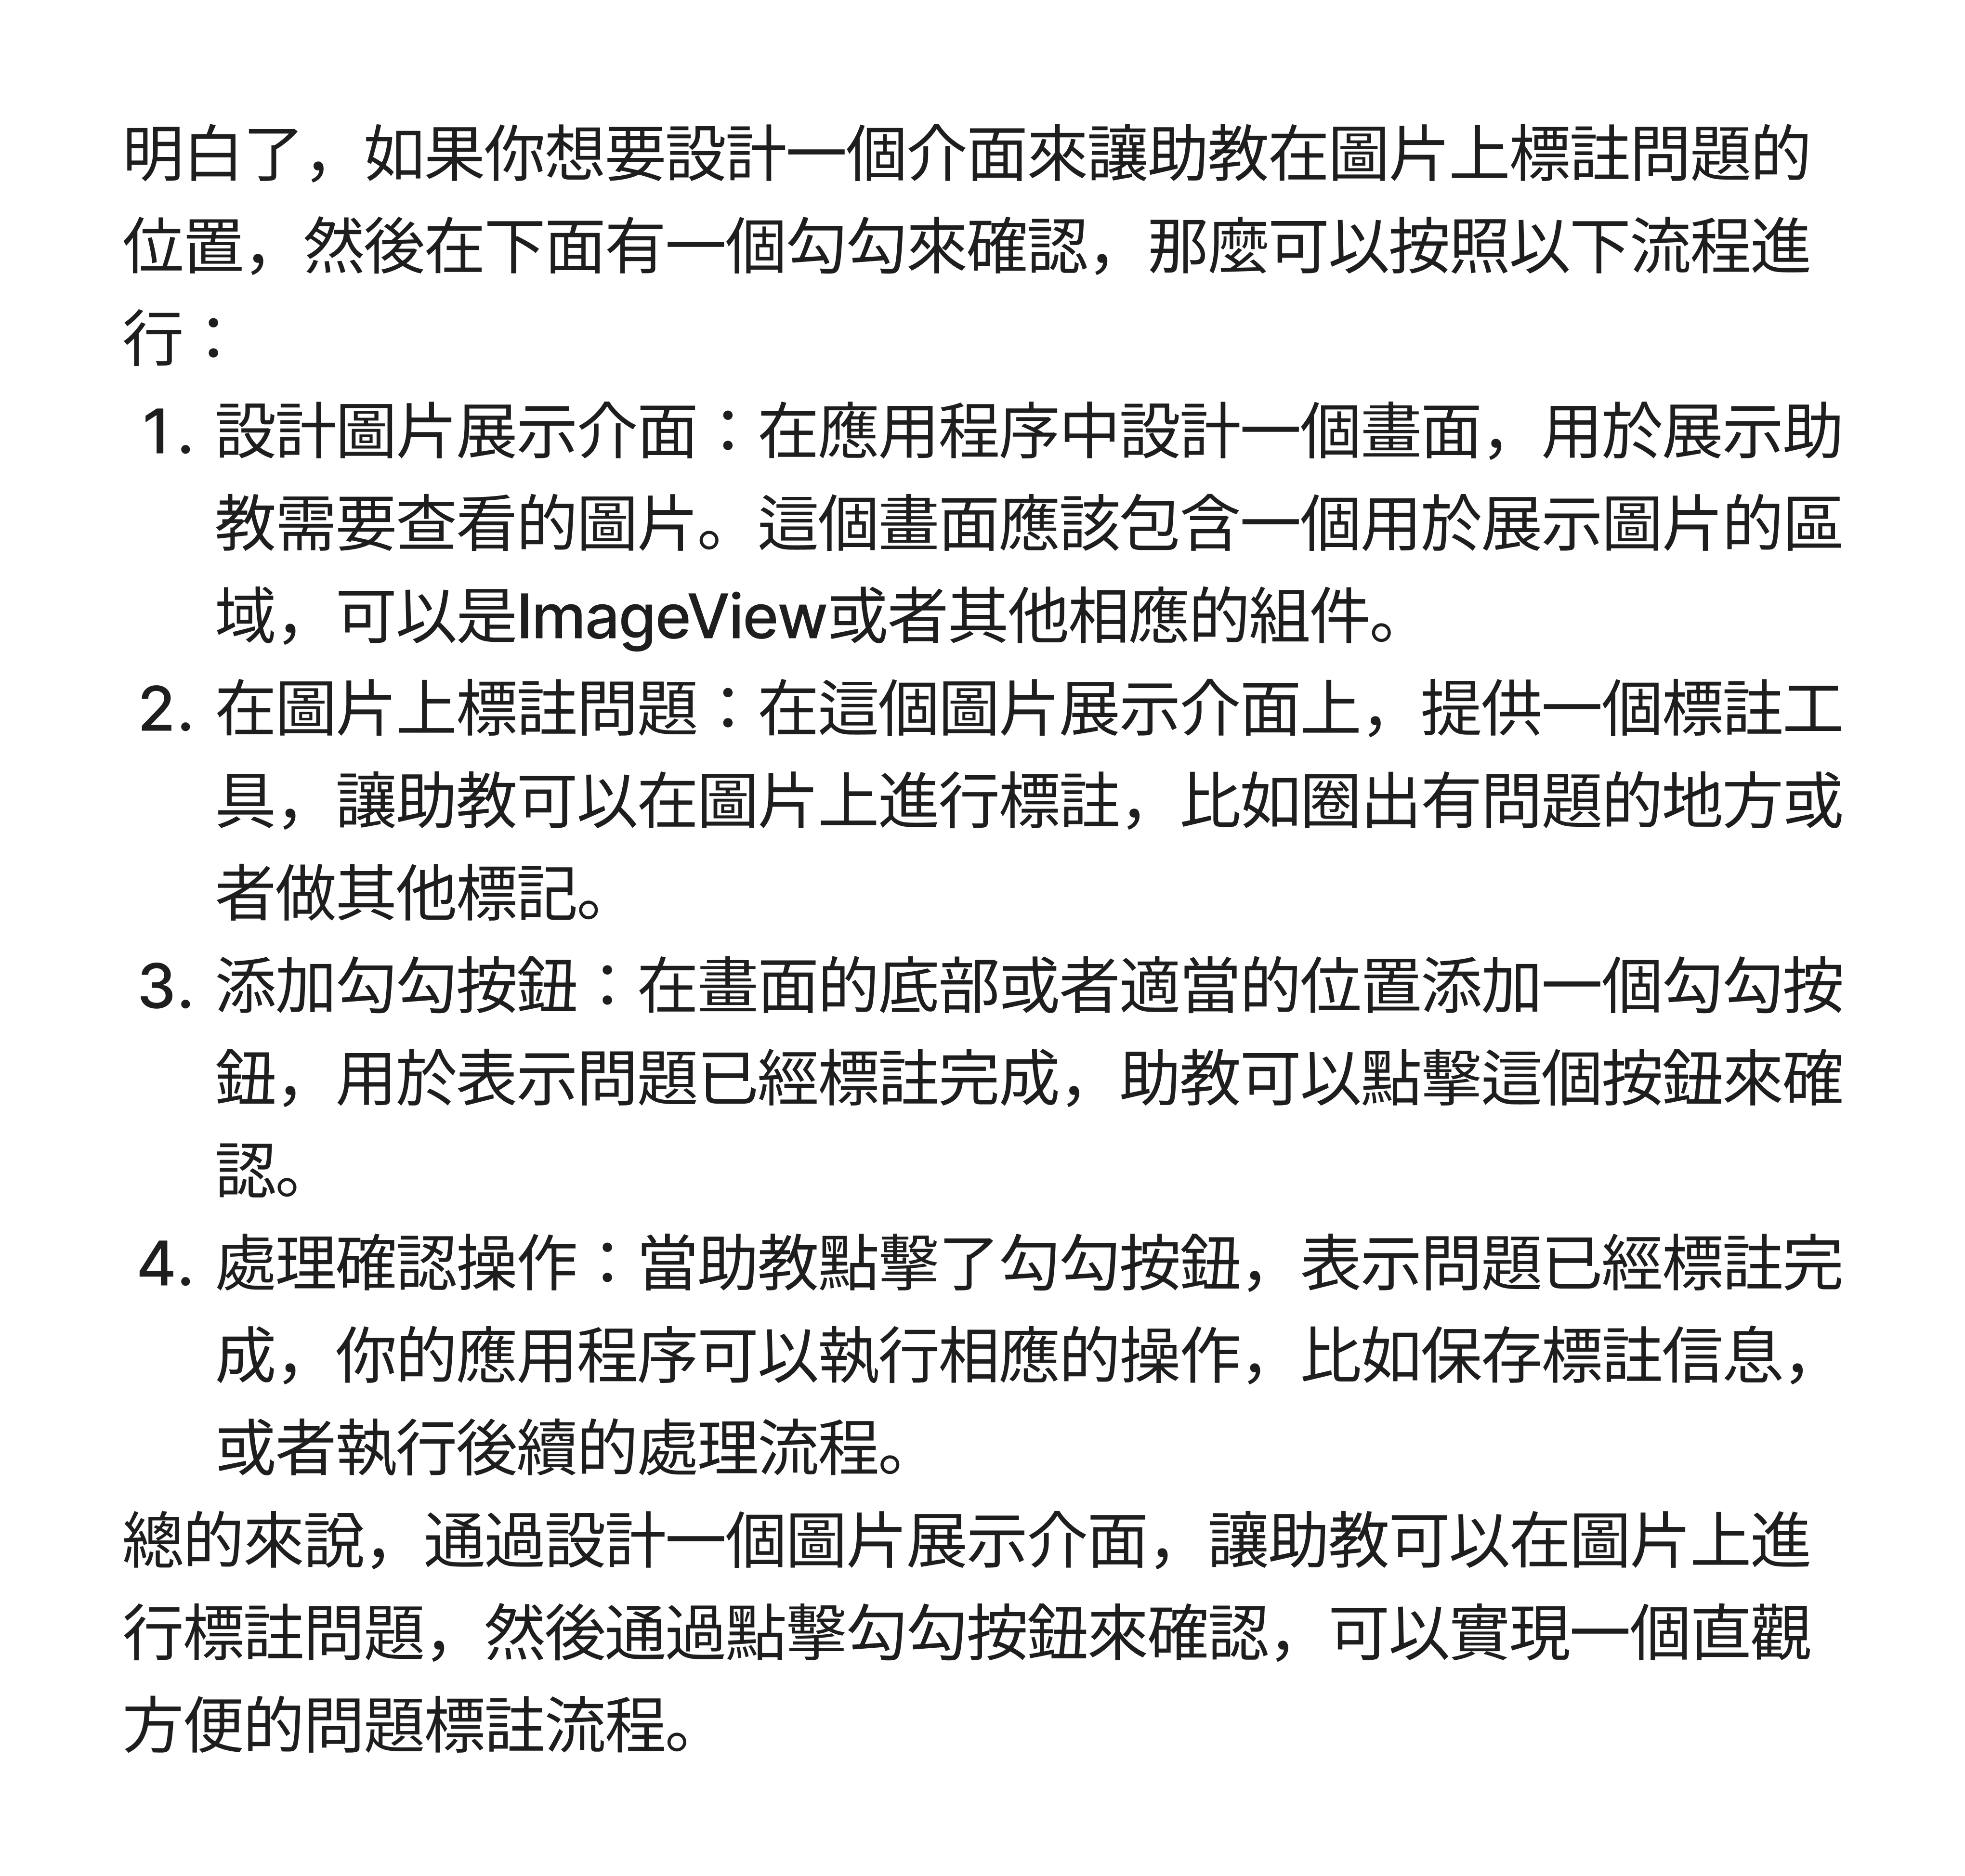 明白了，如果你想要設計一個介面來讓助教在圖片上標註問題的
位置，然後在下面有一個勾勾來確認，那麼可以按照以下流程進
行：
1. 設計圖片展示介面：在應用程序中設計一個畫面，用於展示助
教需要查看的圖片。這個畫面應該包含一個用於展示圖片的區
域，可以是ImageView或者其他相應的組件。
2. 在圖片上標註問題：在這個圖片展示介面上，提供一個標註工
具，讓助教可以在圖片上進行標註，比如圈出有問題的地方或
者做其他標記。
3. 添加勾勾按鈕：在畫面的底部或者適當的位置添加一個勾勾按
鈕，用於表示問題已經標註完成，助教可以點擊這個按鈕來確
認。
4. 處理確認操作：當助教點擊了勾勾按鈕，表示問題已經標註完
成，你的應用程序可以執行相應的操作，比如保存標註信息，
或者執行後續的處理流程。
總的來說，通過設計一個圖片展示介面，讓助教可以在圖片上進
行標註問題，然後通過點擊勾勾按鈕來確認，可以實現一個直觀
方便的問題標註流程。